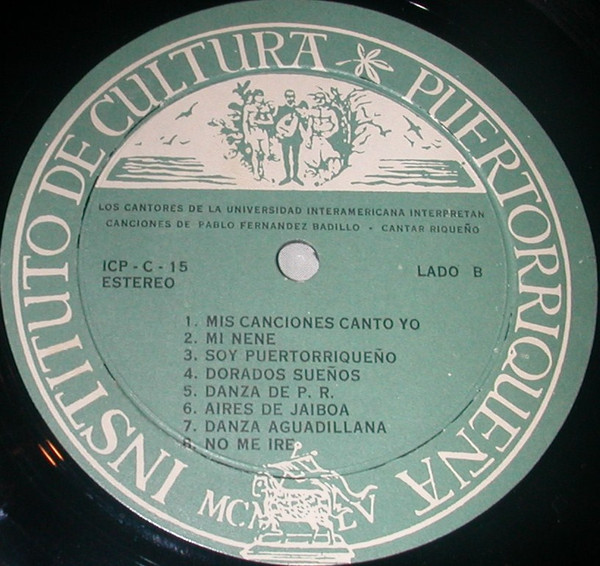 INSTITUTO DE CULTURA PUERTORRIQUEÑA
LOS CANTORES DE LA UNIVERSIDAD INTERAMERICANA INTERPRETAN
CANCIONES DE PABLO FERNANDEZ BADILLO - CANTAR RIQUEÑO
ICP - C - 15
LADO B
ESTEREO
1. MIS CANCIONES CANTO YO
2. MI NENE
3. SOY PUERTORRIQUEÑO
4. DORADOS SUEÑOS
5. DANZA DE P. R.
6. AIRES DE JAIBOA
7. DANZA AGUADILLANA
8. NO ME IRE